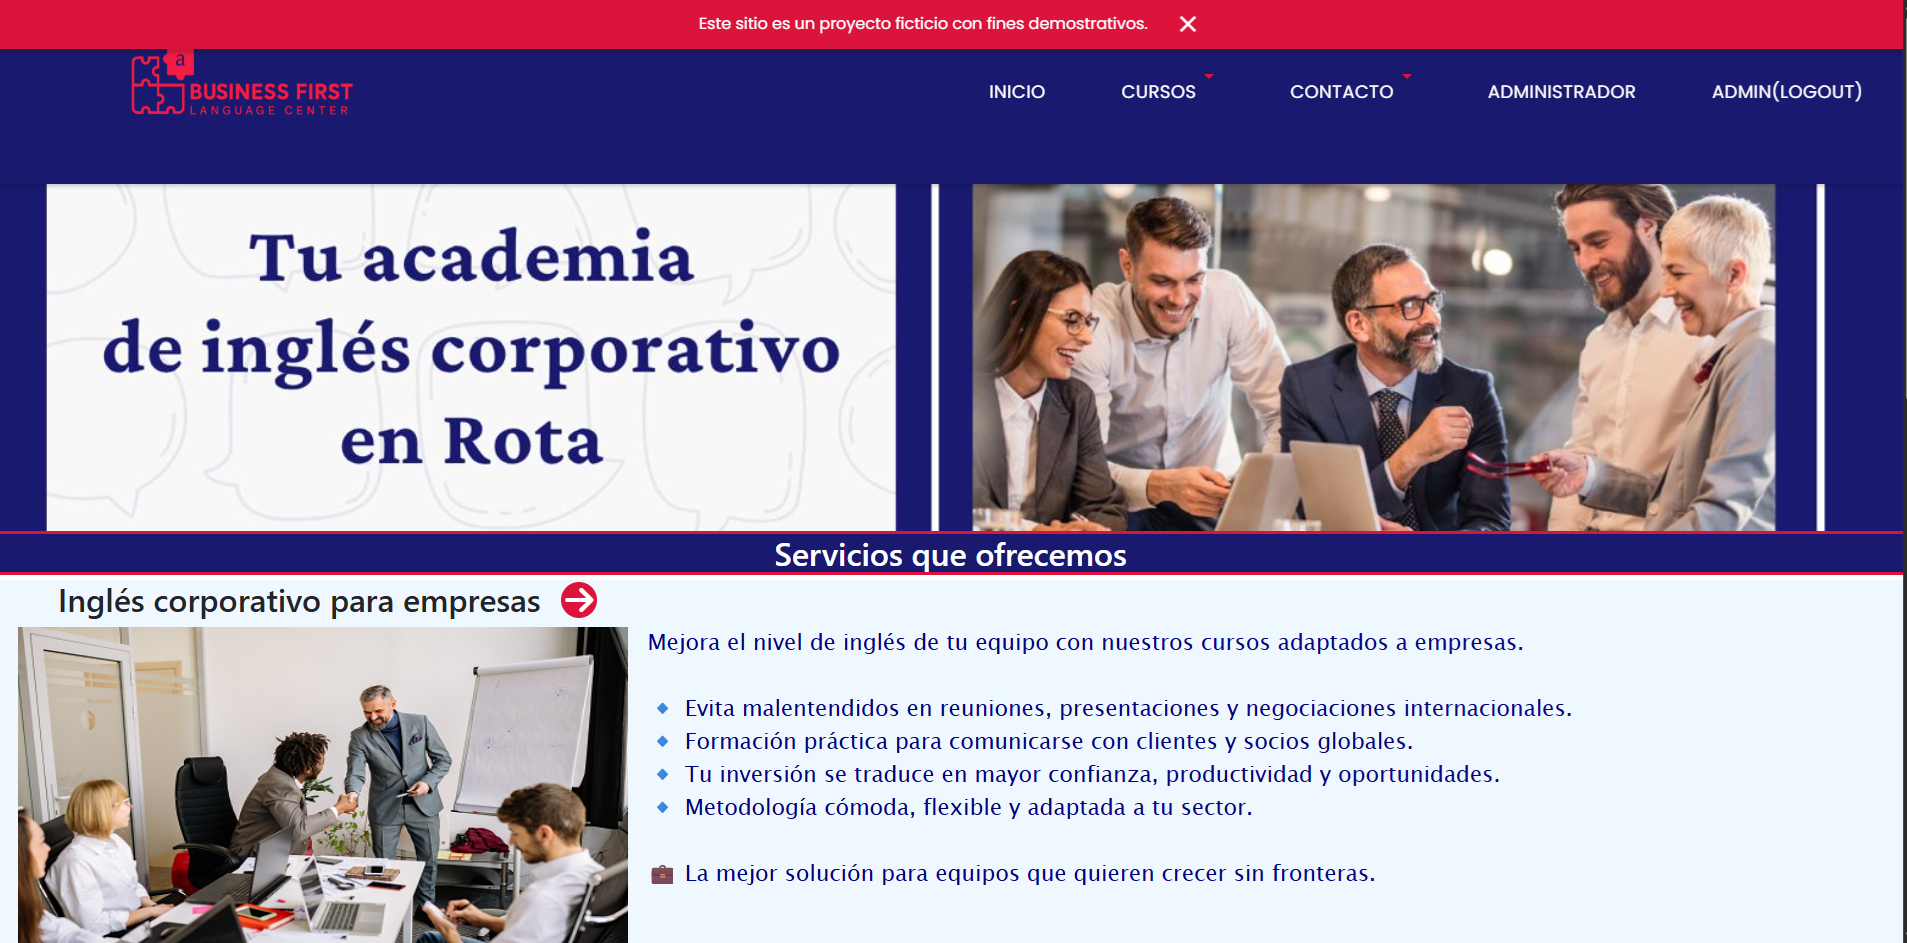 Este sitio es un proyecto ficticio con fines demostrativos.
a
BUSINESS FIRST
LANGUAGE CENTER
INICIO
CURSOS
CONTACTO
ADMINISTRADOR
ADMIN(LOGOUT)
Tu academia
de inglés corporativo
en Rota
Servicios que ofrecemos
Inglés corporativo para empresas
Mejora el nivel de inglés de tu equipo con nuestros cursos adaptados a empresas.
Evita malentendidos en reuniones, presentaciones y negociaciones internacionales.
Formación práctica para comunicarse con clientes y socios globales.
Tu inversión se traduce en mayor confianza, productividad y oportunidades.
Metodología cómoda, flexible y adaptada a tu sector.
La mejor solución para equipos que quieren crecer sin fronteras.